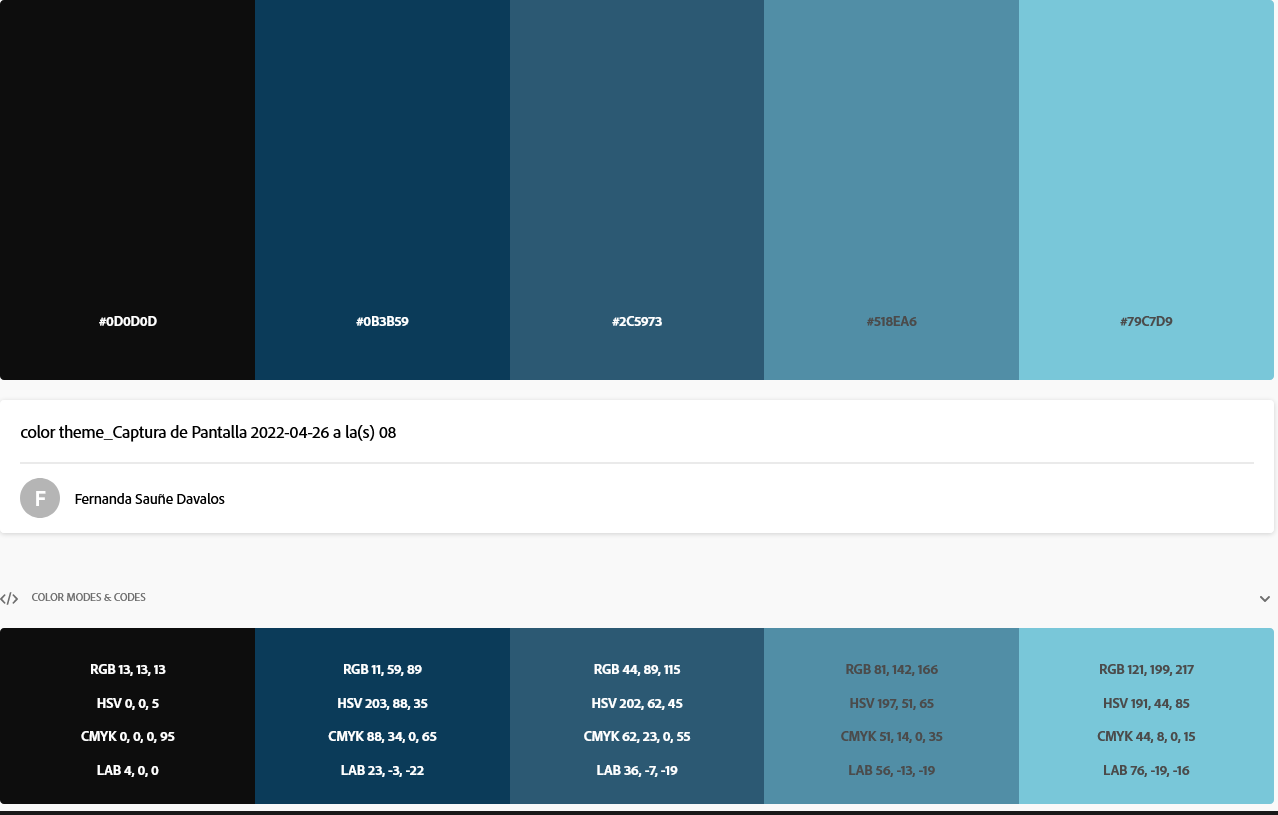 #0D0D0D
#0B3B59
#2C5973
#518EA6
#79C7D9
color theme_Captura de Pantalla 2022-04-26 a la(s) 08
F
Fernanda Sauñe Davalos
</> COLOR MODES & CODES
RGB 13, 13, 13
HSV 0, 0, 5
CMYK 0, 0, 0, 95
LAB 4, 0, 0
RGB 11, 59, 89
HSV 203, 88, 35
CMYK 88, 34, 0, 65
LAB 23, -3, -22
RGB 44, 89, 115
HSV 202, 62, 45
CMYK 62, 23, 0, 55
LAB 36, -7, -19
RGB 81, 142, 166
HSV 197, 51, 65
CMYK 51, 14, 0, 35
LAB 56, -13, -19
RGB 121, 199, 217
HSV 191, 44, 85
CMYK 44, 8, 0, 15
LAB 76, -19, -16